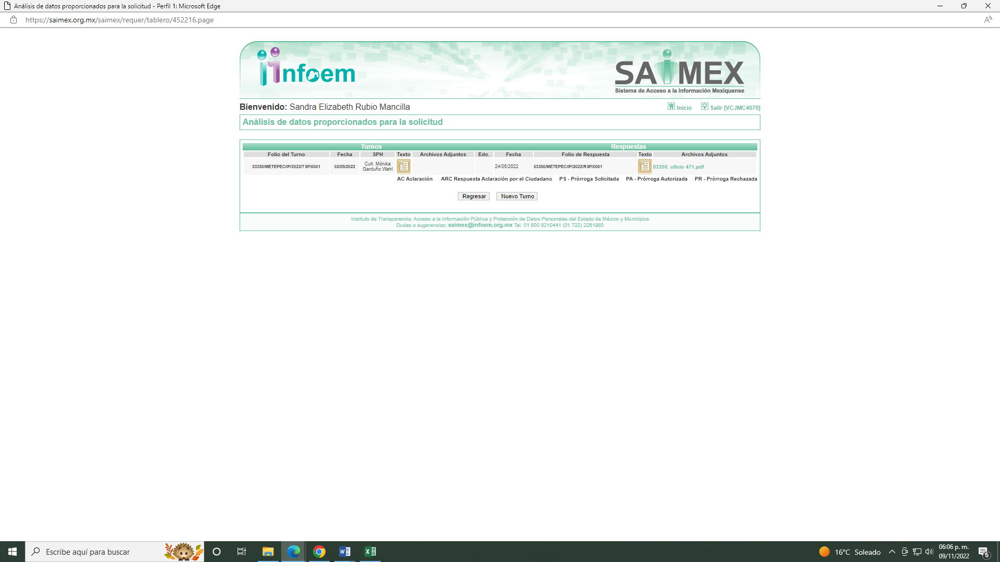 Análisis de datos proporcionados para la solicitud - Perfil 1: Microsoft Edge
https://saimex.org.mx/saimex/requer/tablero/452216.page
infoem
SAIMEX
Sistema de Acceso a la Información Mexiquense
Bienvenido: Sandra Elizabeth Rubio Mancilla
Inicio Salir [VCJMC4070]
Análisis de datos proporcionados para la solicitud
Turnos Respuestas
Folio del Turno Fecha SPH Texto Archivos Adjuntos Edo. Fecha Folio de Respuesta Texto Archivos Adjuntos
03350/METEPEC/IP/2022/TSP/0001 02/05/2022 Cult. Mónika Garduño Wahl 24/05/2022 03350/METEPEC/IP/2022/RSP/0001 03350. oficio 471.pdf
AC Aclaración ARC Respuesta Aclaración por el Ciudadano PS - Prórroga Solicitada PA - Prórroga Autorizada PR - Prórroga Rechazada
Regresar Nuevo Turno
Instituto de Transparencia, Acceso a la Información Pública y Protección de Datos Personales del Estado de México y Municipios
Dudas o sugerencias: saimex@infoem.org.mx Tel. 01 800 8210441 (01 722) 2261980
Escribe aquí para buscar
16°C Soleado
06:06 p. m.
09/11/2022
6